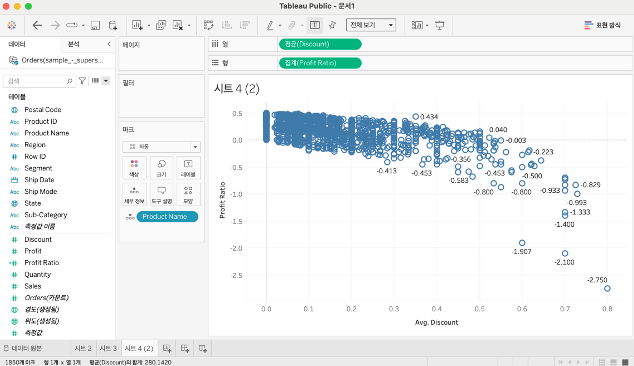 Tableau Public - 문서1
전체 보기
표현 방식
데이터
분석
페이지
열
평균(Discount)
Orders(sample_-_supers...
행
집계(Profit Ratio)
검색
필터
시트 4 (2)
테이블
Postal Code
Abc Product ID
Abc Product Name
Abc Region
Row ID
Abc Segment
Ship Date
Abc Ship Mode
State
Abc Sub-Category
Abc 측정값 이름
Discount
Profit
Profit Ratio
Quantity
Sales
Orders(카운트)
경도(생성됨)
위도(생성됨)
측정값
마크
자동
색상
크기
레이블
세부 정보
도구 설명
모양
Product Name
Profit Ratio
0.5
0.0
-0.5
-1.0
-1.5
-2.0
-2.5
0.434
0.040
-0.003
-0.223
-0.356
-0.413
-0.453
-0.453
-0.500
-0.583
-0.800
-0.800
-0.829
-0.933
-0.993
-1.333
-1.400
-1.907
-2.100
-2.750
0.0 0.1 0.2 0.3 0.4 0.5 0.6 0.7 0.8
Avg. Discount
데이터 원본
시트 2
시트 3
시트 4 (2)
1850개 마크 행 1개 x 열 1개 평균(Discount)의 합계: 280.1420